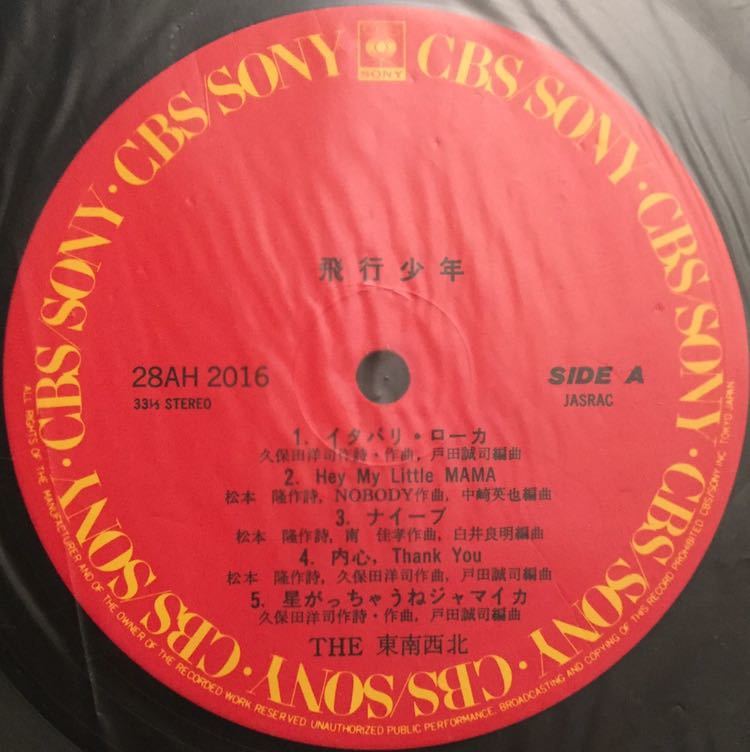 CBS/SONY · CBS/SONY · CBS/SONY · CBS/SONY · CBS/SONY · CBS/SONY · CBS/SONY
SONY
飛行少年
28AH 2016
33⅓ STEREO
SIDE A
JASRAC
1. イタバリ・ローカ
久保田洋司作詩・作曲, 戸田誠司編曲
2. Hey My Little MAMA
松本 隆作詩, NOBODY作曲, 中崎英也編曲
3. ナイーブ
松本 隆作詩, 南 佳孝作曲, 白井良明編曲
4. 内心, Thank You
松本 隆作詩, 久保田洋司作曲, 戸田誠司編曲
5. 星がっちゃうねジャマイカ
久保田洋司作詩・作曲, 戸田誠司編曲
THE 東南西北
ALL RIGHTS OF THE MANUFACTURER AND OF THE OWNER OF THE RECORDED WORK RESERVED UNAUTHORIZED PUBLIC PERFORMANCE, BROADCASTING AND COPYING OF THIS RECORD PROHIBITED CBS/SONY INC. TOKYO JAPAN.